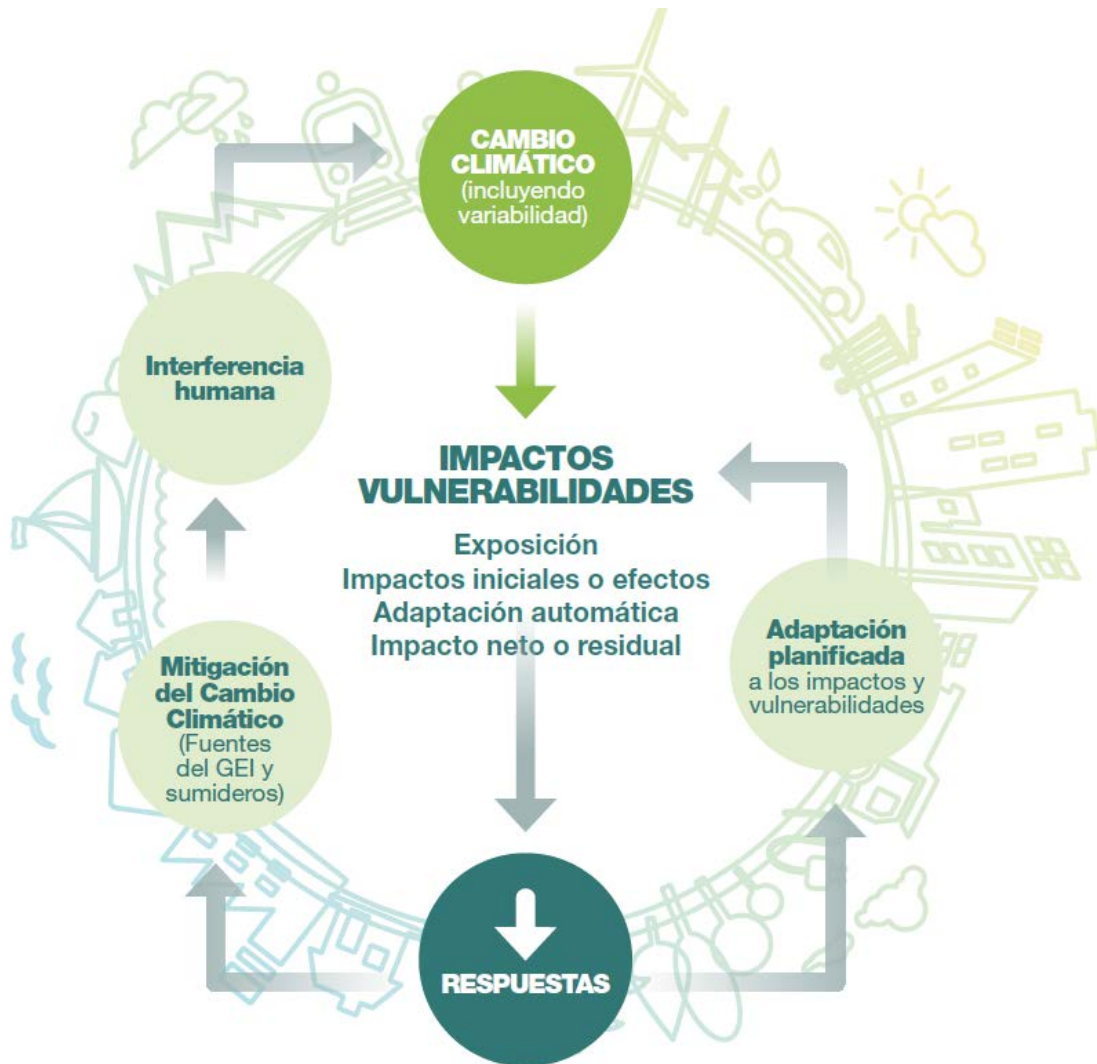 CAMBIO
CLIMÁTICO
(incluyendo
variabilidad)
Interferencia
humana
IMPACTOS
VULNERABILIDADES
Exposición
Impactos iniciales o efectos
Adaptación automática
Impacto neto o residual
Mitigación
del Cambio
Climático
(Fuentes
del GEI y
sumideros)
Adaptación
planificada
a los impactos y
vulnerabilidades
RESPUESTAS